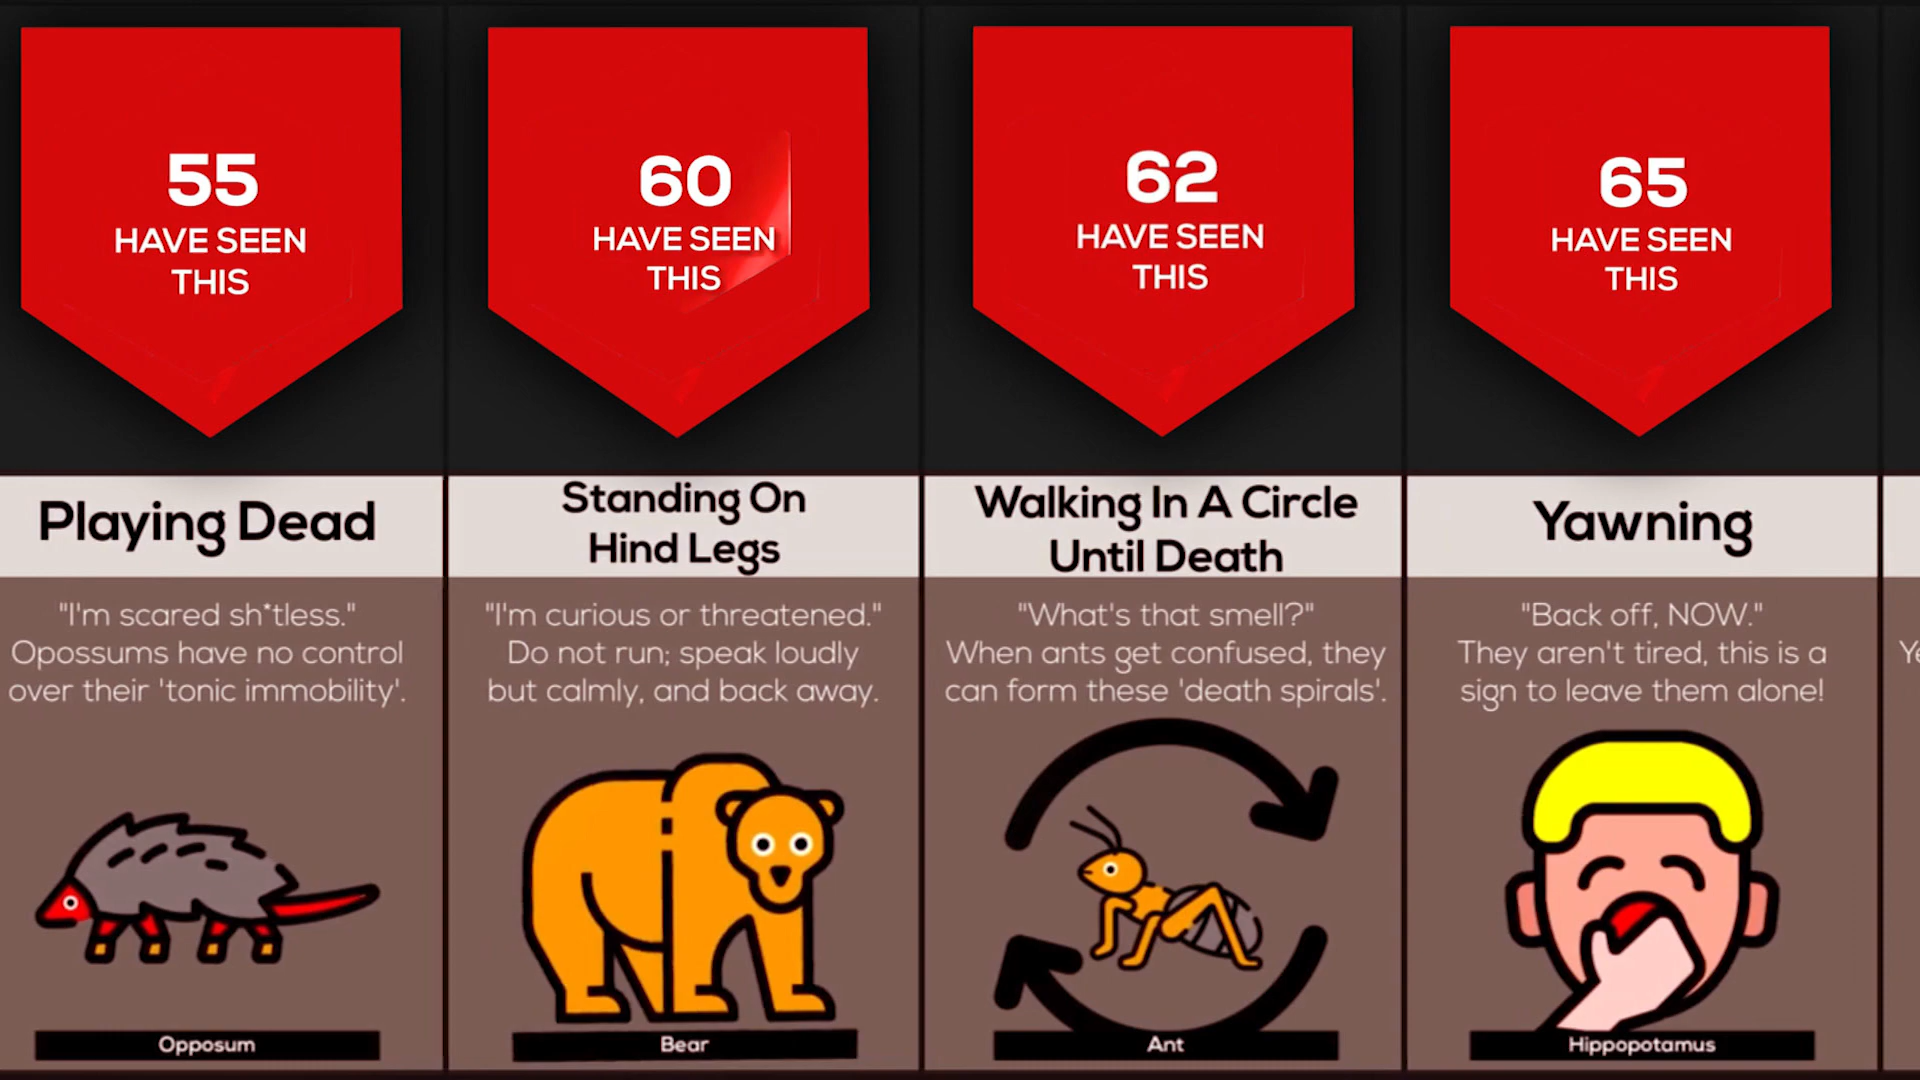 55
HAVE SEEN
THIS
Playing Dead
"I'm scared sh*tless."
Opossums have no control
over their 'tonic immobility'.
Opposum
60
HAVE SEEN
THIS
Standing On
Hind Legs
"I'm curious or threatened."
Do not run; speak loudly
but calmly, and back away.
Bear
62
HAVE SEEN
THIS
Walking In A Circle
Until Death
"What's that smell?"
When ants get confused, they
can form these 'death spirals'.
Ant
65
HAVE SEEN
THIS
Yawning
"Back off, NOW."
They aren't tired, this is a
sign to leave them alone!
Hippopotamus